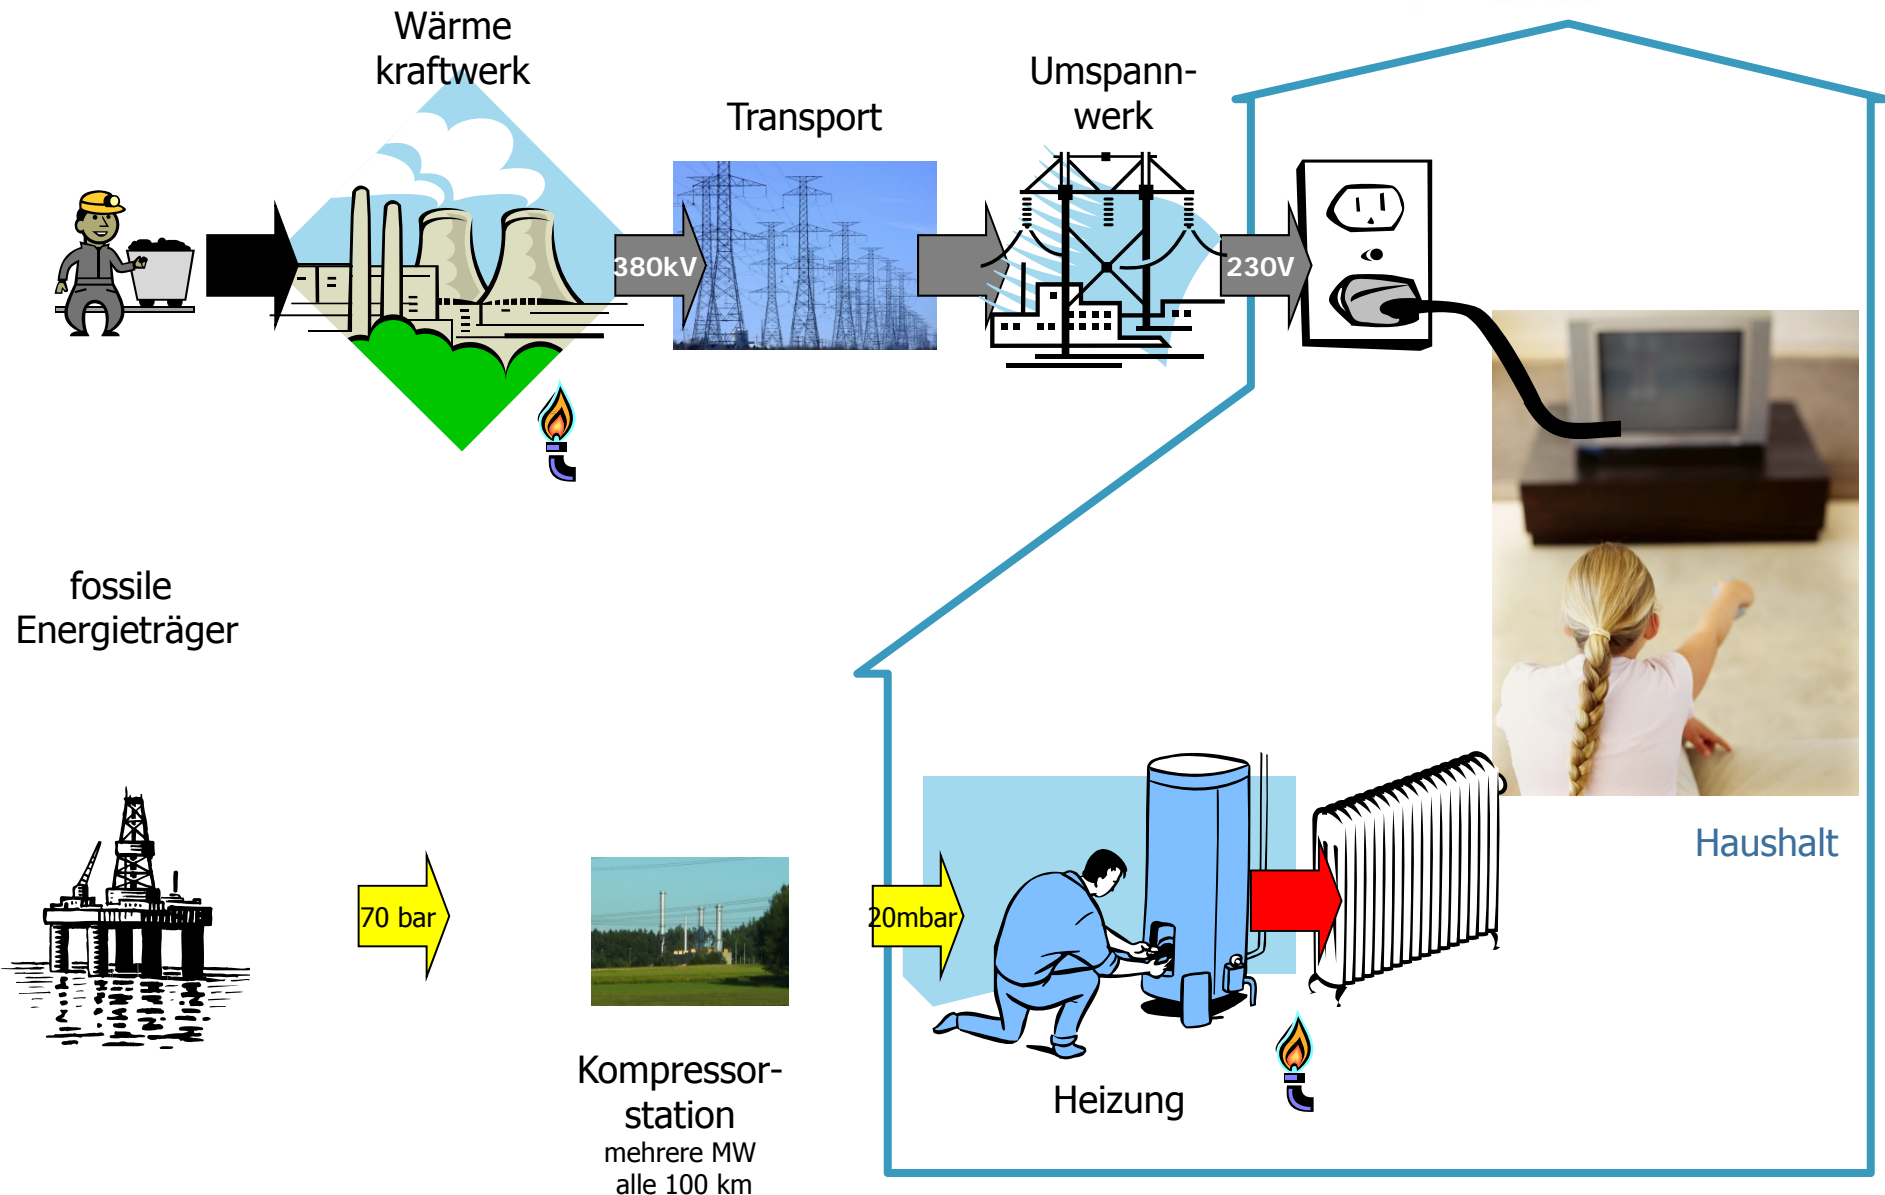 Wärme
kraftwerk
Transport
Umspann-
werk
380kV
230V
fossile
Energieträger
70 bar
20mbar
Haushalt
Kompressor-
station
mehrere MW
alle 100 km
Heizung